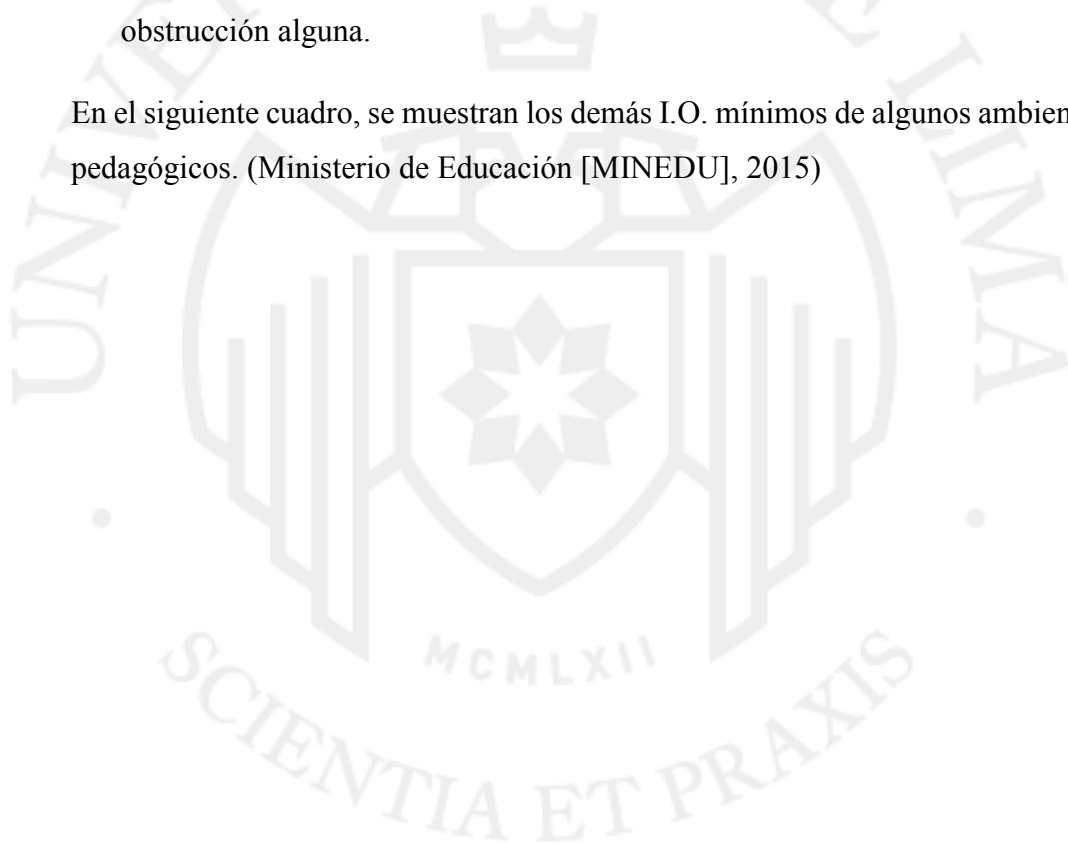 obstrucción alguna.
En el siguiente cuadro, se muestran los demás I.O. mínimos de algunos
pedagógicos. (Ministerio de Educación [MINEDU], 2015)
MCMLXII
SCIENTIA ET PRAXIS